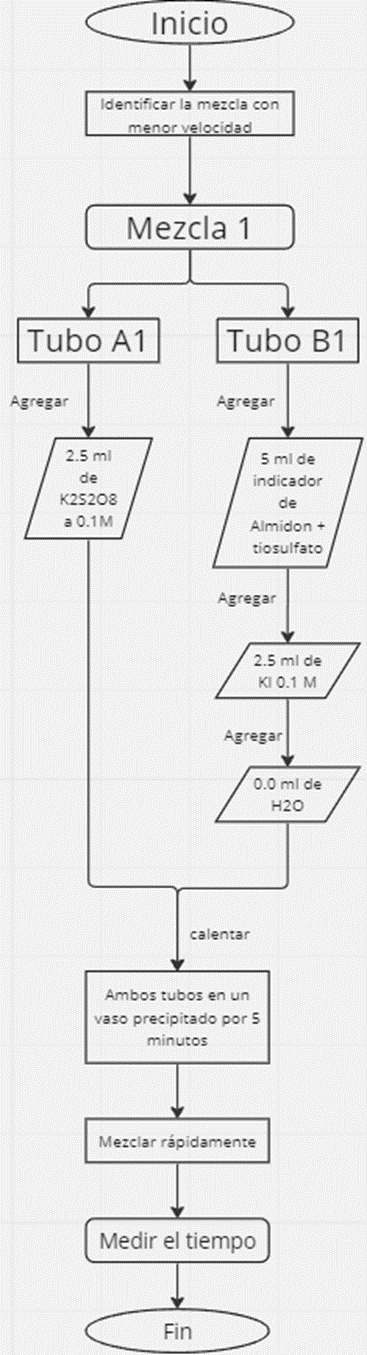 Inicio
Identificar la mezcla con
menor velocidad
Mezcla 1
Tubo A1
Tubo B1
Agregar
Agregar
2.5 ml
de
K2S2O8
a 0.1M
5 ml de
indicador
de
Almidon +
tiosulfato
Agregar
2.5 ml de
KI 0.1 M
Agregar
0.0 ml de
H2O
calentar
Ambos tubos en un
vaso precipitado por 5
minutos
Mezclar rápidamente
Medir el tiempo
Fin